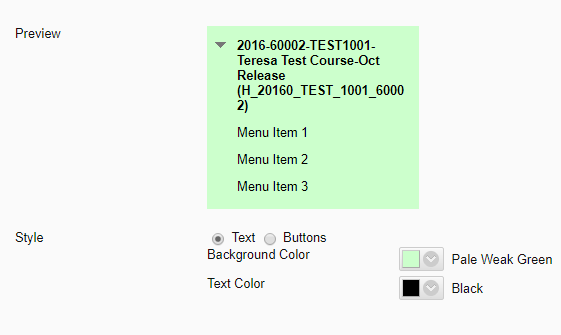 Preview
2016-60002-TEST1001-
Teresa Test Course-Oct
Release
(H_20160_TEST_1001_6000
2)
Menu Item 1
Menu Item 2
Menu Item 3
Style
Text Buttons
Background Color
Pale Weak Green
Text Color
Black